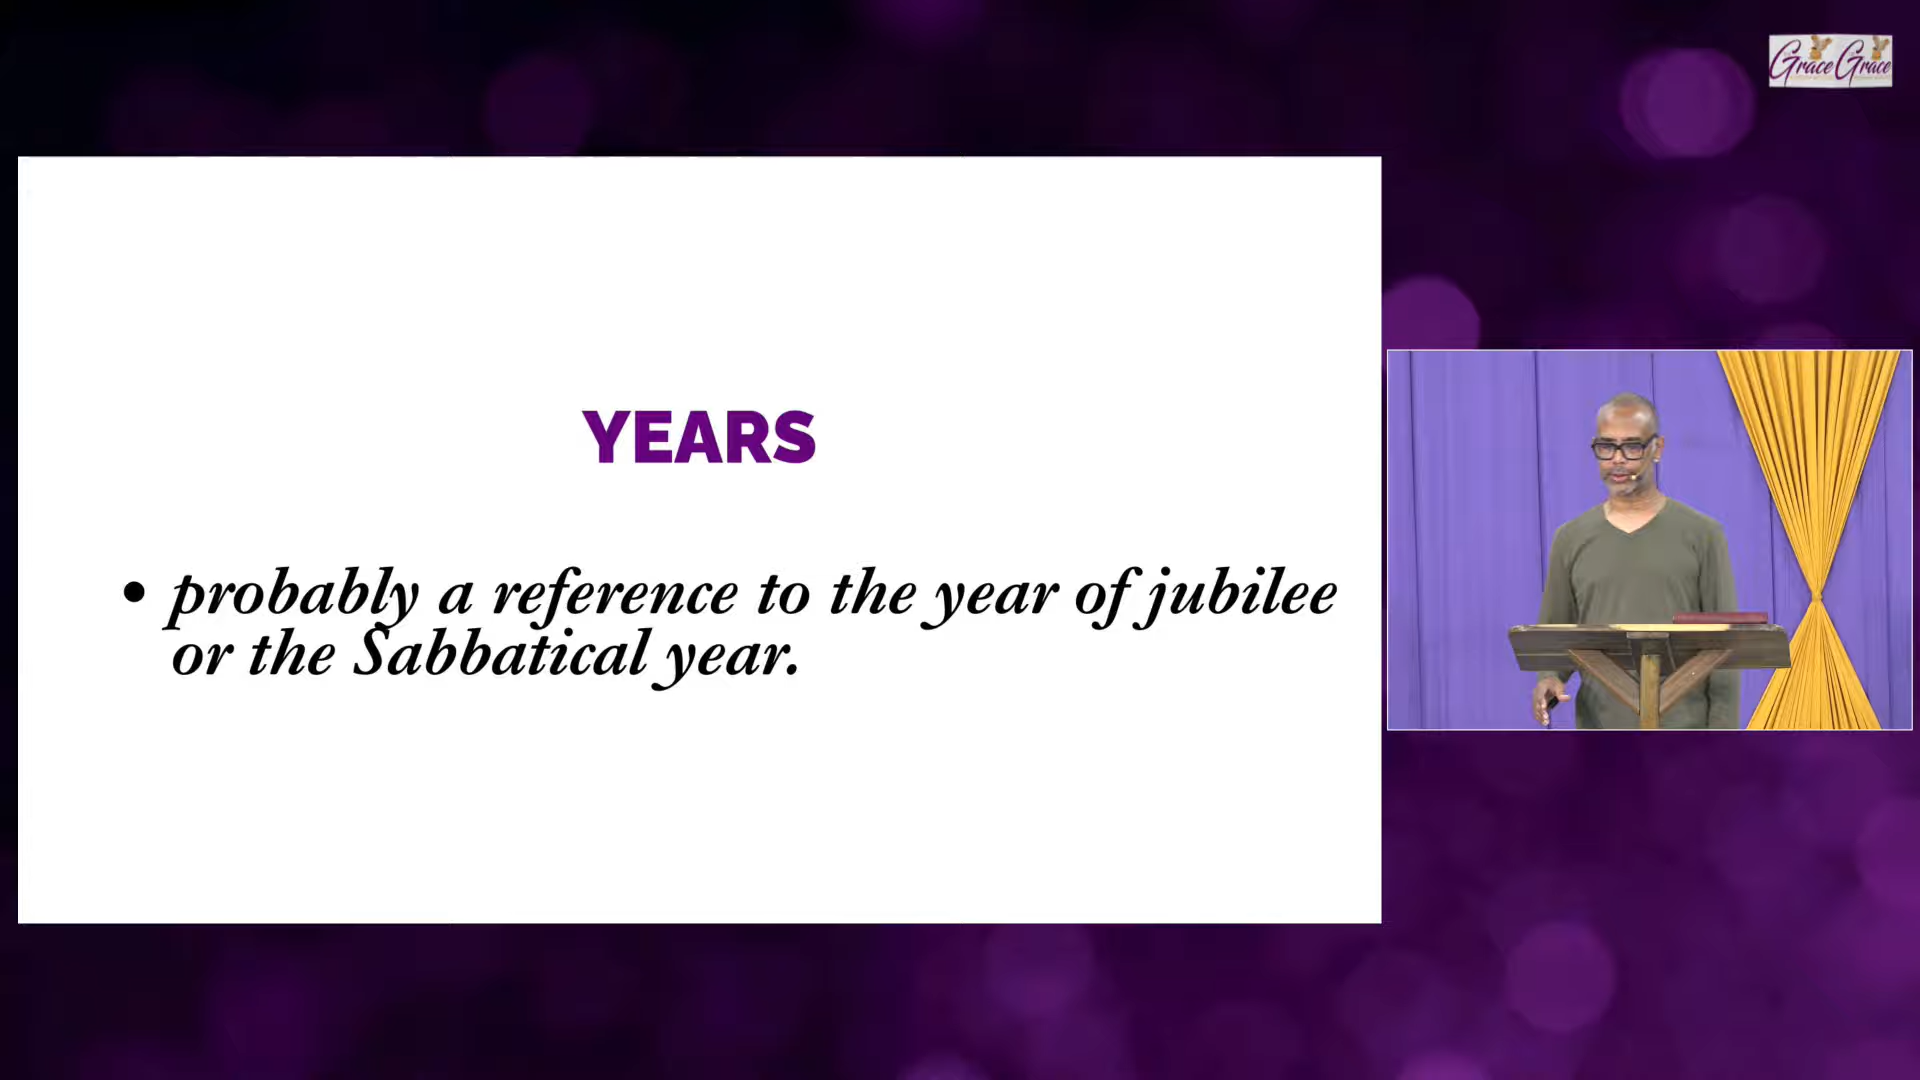 Grace Grace
YEARS
• probably a reference to the year of jubilee
or the Sabbatical year.